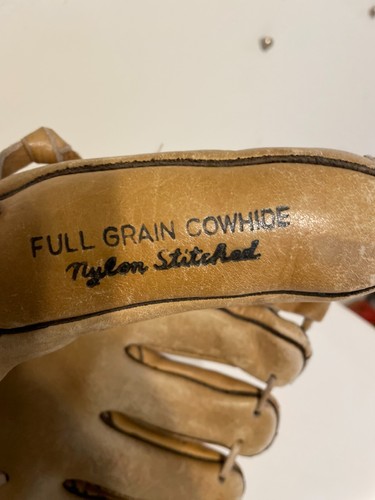 FULL GRAIN COWHIDE
Nylon Stitched